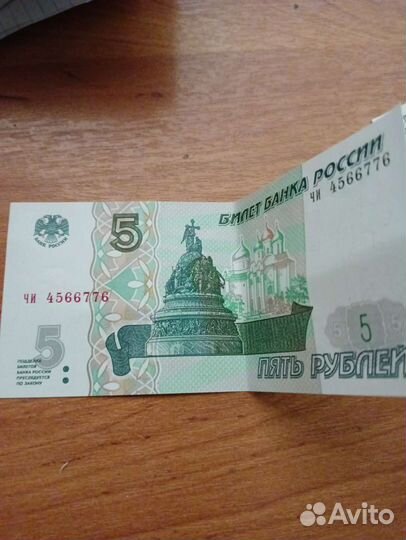 БИЛЕТ БАНКА РОССИИ
чи 4566776
5
БАНК РОССИИ
чи 4566776
5
5
ПЯТЬ РУБЛЕЙ
ПОДДЕЛКА
БИЛЕТОВ
БАНКА РОССИИ
ПРЕСЛЕДУЕТСЯ
ПО ЗАКОНУ
Avito